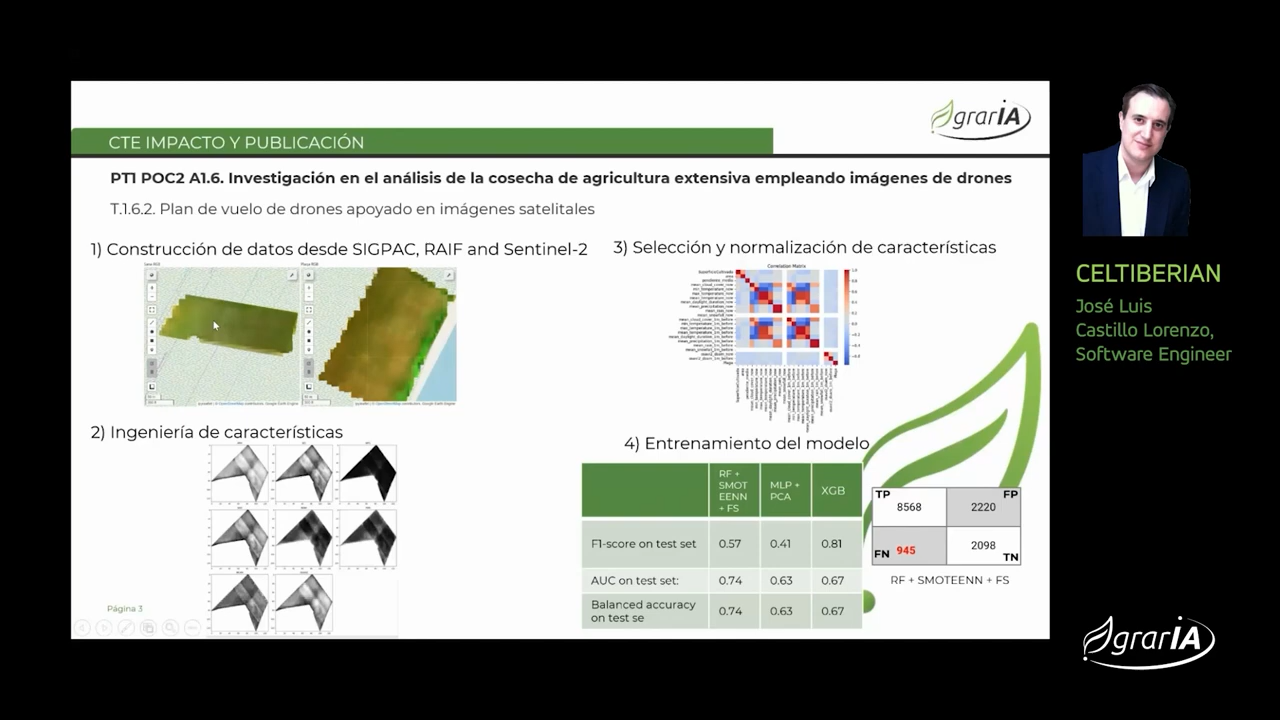 AgrarIA
CTE IMPACTO Y PUBLICACIÓN
PT1 POC2 A1.6. Investigación en el análisis de la cosecha de agricultura extensiva empleando imágenes de drones
T.1.6.2. Plan de vuelo de drones apoyado en imágenes satelitales
1) Construcción de datos desde SIGPAC, RAIF and Sentinel-2
2) Ingeniería de características
Página 3
3) Selección y normalización de características
Correlation Matrix
4) Entrenamiento del modelo
RF + SMOT EENN + FS
MLP + PCA
XGB
F1-score on test set 0.57 0.41 0.81
AUC on test set: 0.74 0.63 0.67
Balanced accuracy on test se 0.74 0.63 0.67
TP 8568 2220 FP
FN 945 2098 TN
RF + SMOTEENN + FS
CELTIBERIAN
José Luis
Castillo Lorenzo,
Software Engineer
AgrarIA